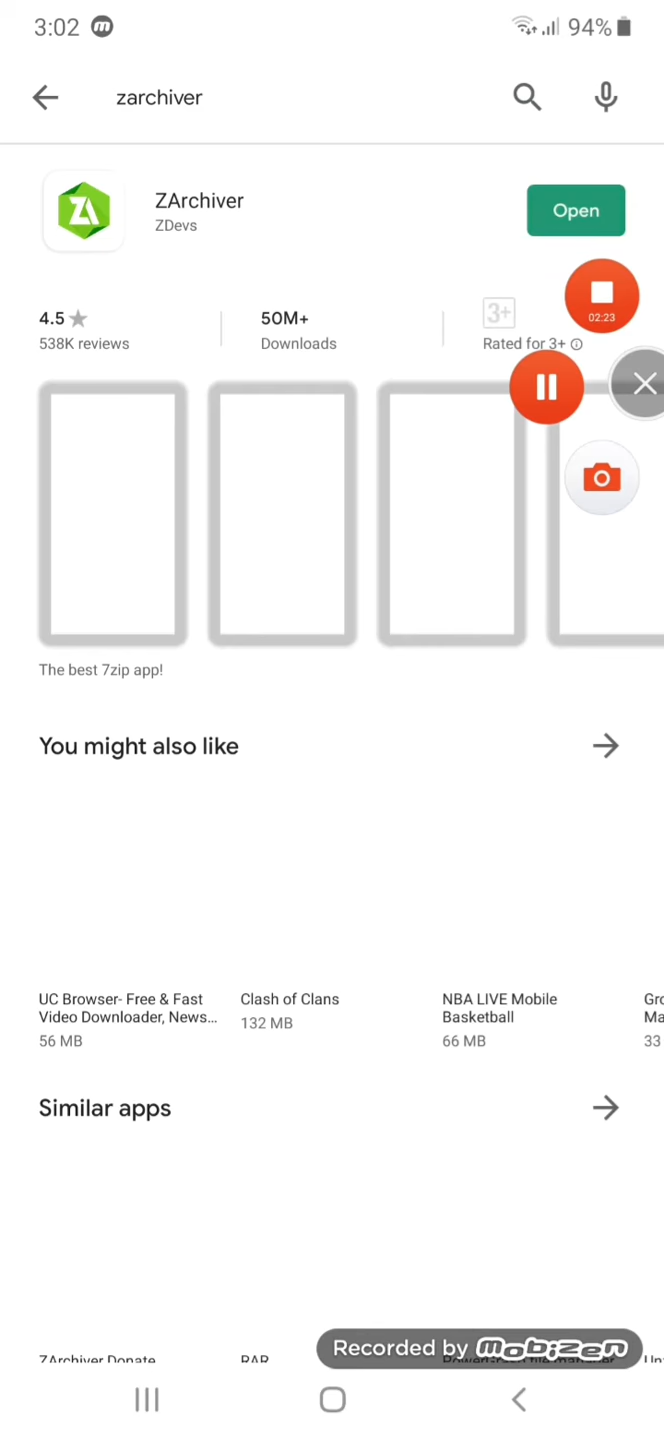 3:02 m 94%
zarchiver
ZArchiver
ZDevs
Open
4.5
538K reviews
50M+
Downloads
3+
Rated for 3+
02:23
The best 7zip app!
You might also like
UC Browser- Free & Fast
Video Downloader, News...
56 MB
Clash of Clans
132 MB
NBA LIVE Mobile
Basketball
66 MB
33
Similar apps
ZArchiver Donate
RAR
Recorded by mobizen